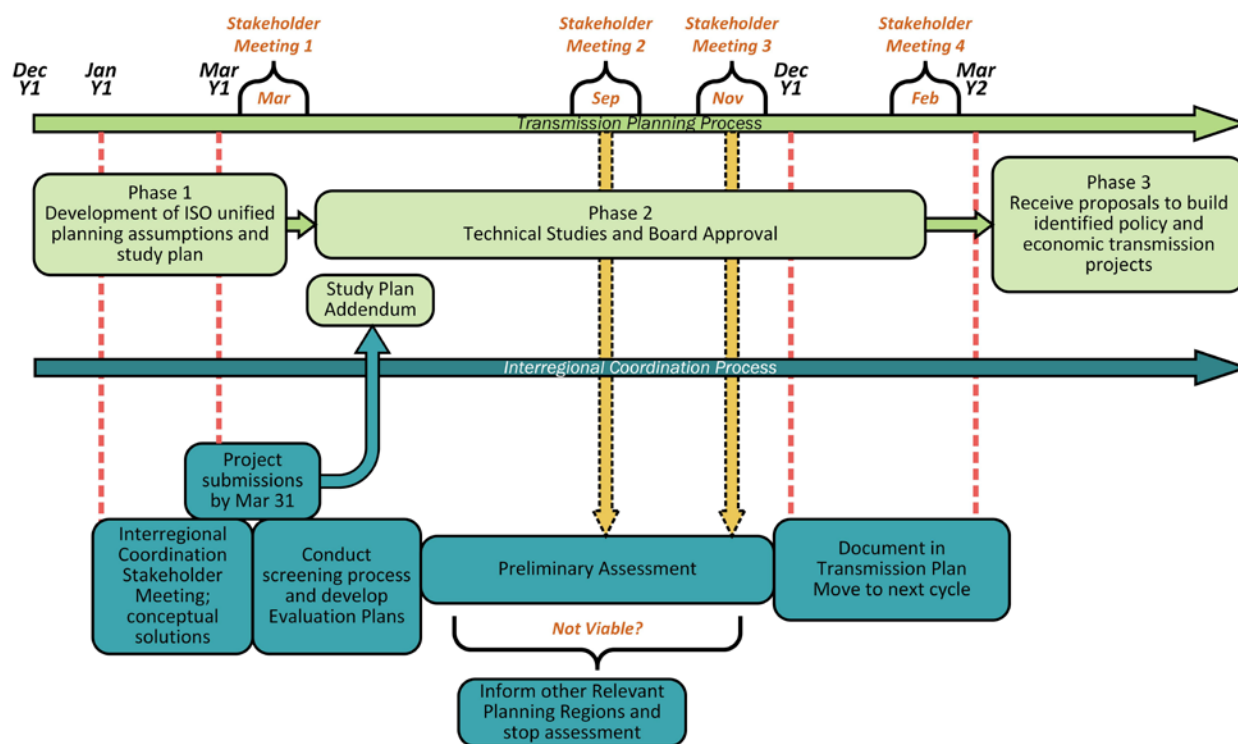 Stakeholder
Meeting 1
Stakeholder
Meeting 2
Stakeholder
Meeting 3
Stakeholder
Meeting 4
Dec
Y1
Jan
Y1
Mar
Y1
Mar
Sep
Nov
Dec
Y1
Feb
Mar
Y2
Transmission Planning Process
Phase 1
Development of ISO unified
planning assumptions and
study plan
Phase 2
Technical Studies and Board Approval
Phase 3
Receive proposals to build
identified policy and
economic transmission
projects
Study Plan
Addendum
Interregional Coordination Process
Project
submissions
by Mar 31
Interregional
Coordination
Stakeholder
Meeting;
conceptual
solutions
Conduct
screening process
and develop
Evaluation Plans
Preliminary Assessment
Document in
Transmission Plan
Move to next cycle
Not Viable?
Inform other Relevant
Planning Regions and
stop assessment